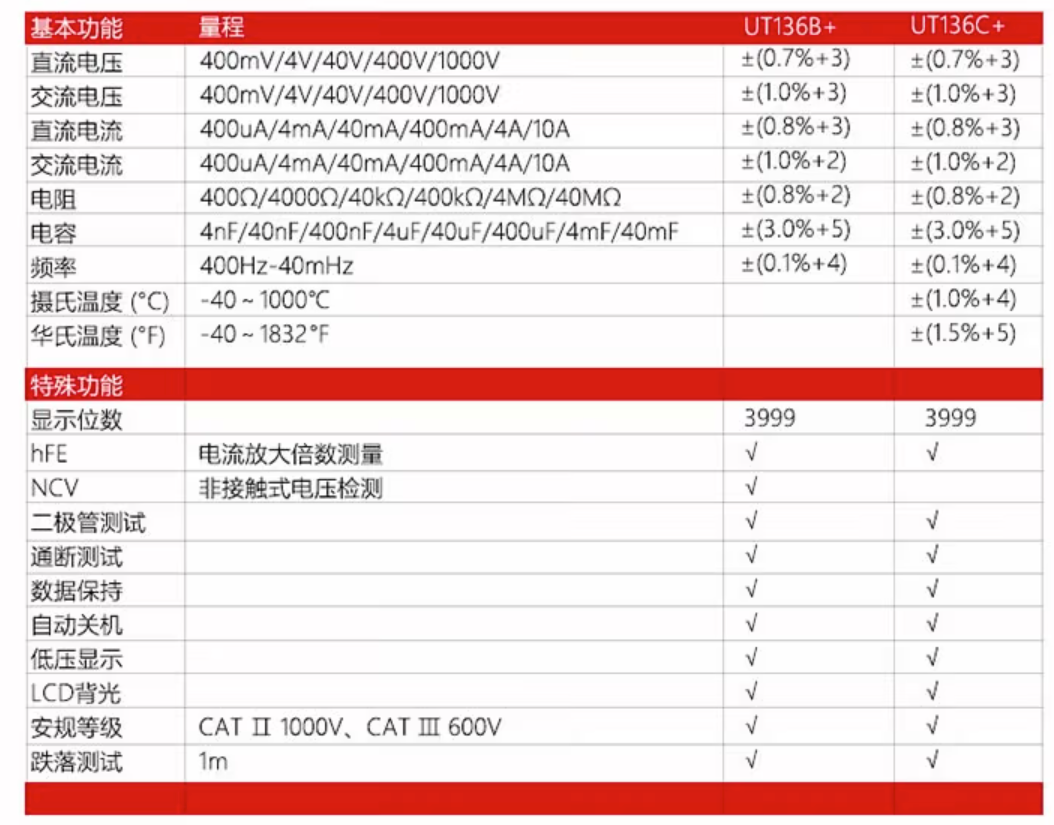 基本功能 量程 UT136B+ UT136C+
直流电压 400mV/4V/40V/400V/1000V ±(0.7%+3) ±(0.7%+3)
交流电压 400mV/4V/40V/400V/1000V ±(1.0%+3) ±(1.0%+3)
直流电流 400uA/4mA/40mA/400mA/4A/10A ±(0.8%+3) ±(0.8%+3)
交流电流 400uA/4mA/40mA/400mA/4A/10A ±(1.0%+2) ±(1.0%+2)
电阻 400Ω/4000Ω/40kΩ/400kΩ/4MΩ/40MΩ ±(0.8%+2) ±(0.8%+2)
电容 4nF/40nF/400nF/4uF/40uF/400uF/4mF/40mF ±(3.0%+5) ±(3.0%+5)
频率 400Hz-40mHz ±(0.1%+4) ±(0.1%+4)
摄氏温度 (°C) -40 ~ 1000℃ ±(1.0%+4)
华氏温度 (°F) -40 ~ 1832°F ±(1.5%+5)
特殊功能
显示位数 3999 3999
hFE 电流放大倍数测量 √ √
NCV 非接触式电压检测 √
二极管测试 √ √
通断测试 √ √
数据保持 √ √
自动关机 √ √
低压显示 √ √
LCD背光 √ √
安规等级 CAT Ⅱ 1000V、CAT Ⅲ 600V √ √
跌落测试 1m √ √